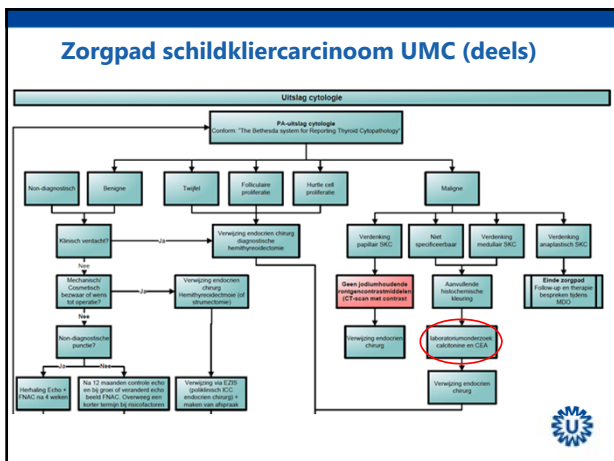 Zorgpad schildkliercarcinoom UMC (deels)
Uitslag cytologie
PA-uitslag cytologie
Conform: "The Bethesda system for Reporting Thyroid Cytopathology"
Non-diagnostisch
Benigne
Twijfel
Folliculaire
proliferatie
Hurtle cell
proliferatie
Maligne
Klinisch verdacht?
Ja
Verwijzing endocrien chirurg
diagnostische
hemithyreidectomie
Verdenking
papillair SKC
Niet
specificeerbaar
Verdenking
medullair SKC
Verdenking
anaplastisch SKC
Nee
Mechanisch/
Cosmetisch
bezwaar of wens
tot operatie?
Ja
Verwijzing endocrien
chirurg
Hemithyreoidectmoie (of
strumectomie)
Geen jodiumhoudende
rontgencontrastmiddelen
(CT-scan met contrast
Aanvullende
histochemische
kleuring
Einde zorgpad
Follow-up en therapie
bespreken tijdens
MDO
Nee
Non-diagnostische
punctie?
Verwijzing endocrien
chirurg
laboratoriumonderzoek
calcitonine en CEA
Ja
Nee
Herhaling Echo +
FNAC na 4 weken
Na 12 maanden controle echo
en bij groei of veranderd echo
beeld FNAC. Overweeg een
korter termijn bij risicofactoren
Verwijzing via EZIS
(polikliesch ICC
endocrien chirurg) +
maken van afspraak
Verwijzing endocrien
chirurg
U